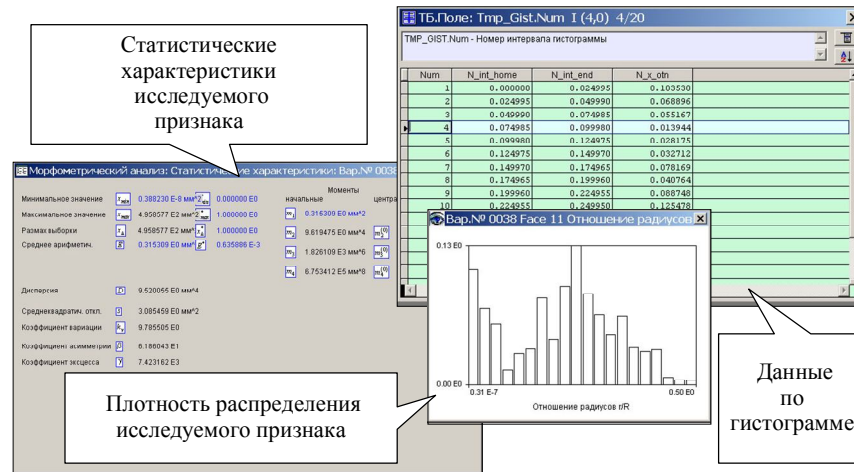 Статистические
характеристики
исследуемого
признака
ТБ.Поле: Tmp_Gist.Num I (4,0) 4/20
TMP_GIST.Num - Номер интервала гистограммы
Num N_int_home N_int_end N_x_otn
1 0.000000 0.024995 0.103530
2 0.024995 0.049990 0.068896
3 0.049990 0.074985 0.055167
4 0.074985 0.099980 0.013944
5 0.099980 0.124975 0.028175
6 0.124975 0.149970 0.032712
7 0.149970 0.174965 0.078169
8 0.174965 0.199960 0.040764
9 0.199960 0.224955 0.088748
10 0.224955 0.249950 0.125478
Морфометрический анализ: Статистические характеристики: Вар.№ 0038
Моменты
начальные центра
Минимальное значение x min 0.388230 E-8 мм^2 0.000000 E0 m1 0.316309 E0 мм^2
Максимальное значение x max 4.958577 E2 мм^2 1.000000 E0 m2 9.619475 E0 мм^4
Размах выборки 4.958577 E2 мм^2 1.000000 E0 m3 1.826109 E3 мм^6
Среднее арифметич. 0.315309 E0 мм^2 0.635886 E-3 m4 6.753412 E5 мм^8
Дисперсия D 9.520055 E0 мм^4
Среднеквадратич. откл. 3.085459 E0 мм^2
Коэффициент вариации 9.785505 E0
Коэффициент асимметрии 6.186043 E1
Коэффициент эксцесса 7.423162 E3
Вар.№ 0038 Face 11 Отношение радиусов
0.13 E0
0.00 E0
0.31 E-7 0.50 E0
Отношение радиусов r/R
Плотность распределения
исследуемого признака
Данные
по
гистограмме